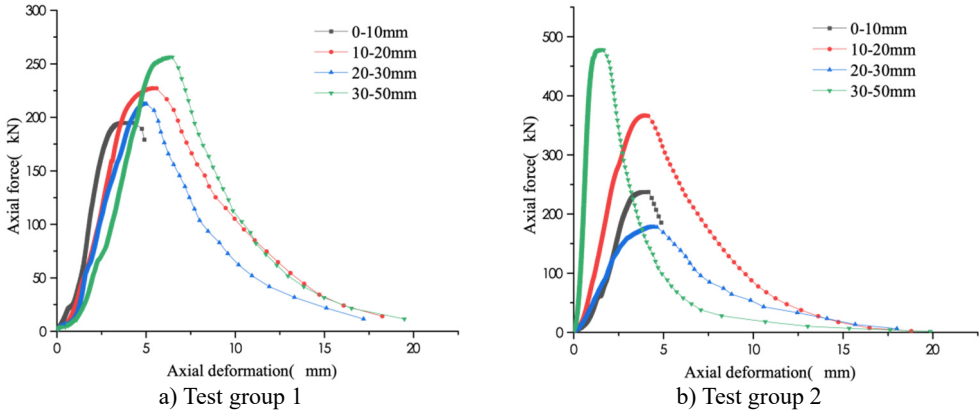 300
250
200
150
100
50
0
Axial force( kN)
0-10mm
10-20mm
20-30mm
30-50mm
0 5 10 15 20
Axial deformation( mm)
a) Test group 1
500
400
300
200
100
0
Axial force( kN)
0-10mm
10-20mm
20-30mm
30-50mm
0 5 10 15 20
Axial deformation( mm)
b) Test group 2